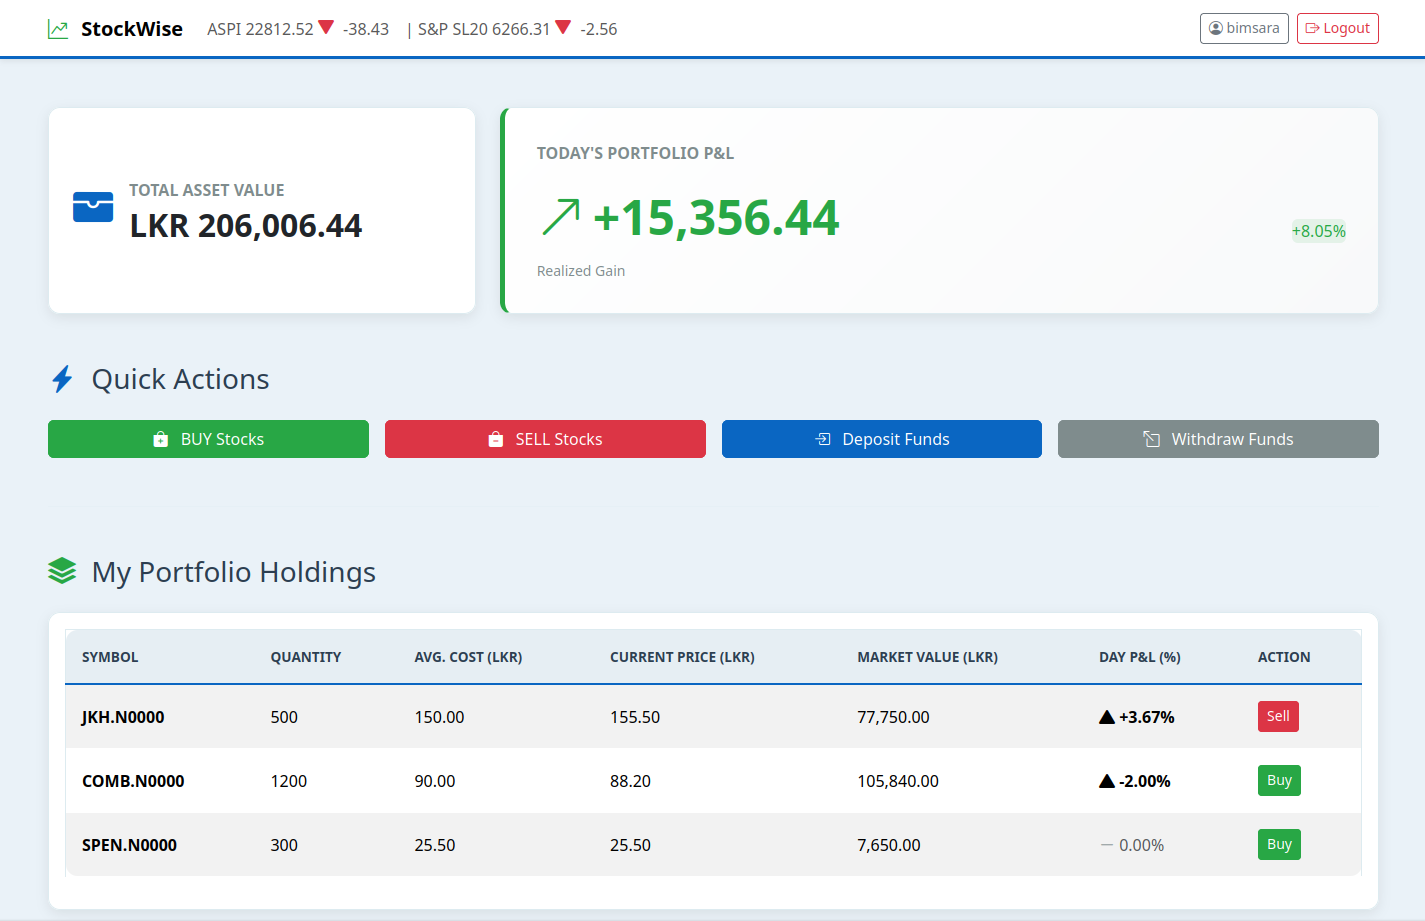 StockWise ASPI 22812.52 ▼ -38.43 | S&P SL20 6266.31 ▼ -2.56 bimsara Logout
TOTAL ASSET VALUE
LKR 206,006.44
TODAY'S PORTFOLIO P&L
+15,356.44
+8.05%
Realized Gain
Quick Actions
BUY Stocks SELL Stocks Deposit Funds Withdraw Funds
My Portfolio Holdings
SYMBOL QUANTITY AVG. COST (LKR) CURRENT PRICE (LKR) MARKET VALUE (LKR) DAY P&L (%) ACTION
JKH.N0000 500 150.00 155.50 77,750.00 ▲ +3.67% Sell
COMB.N0000 1200 90.00 88.20 105,840.00 ▲ -2.00% Buy
SPEN.N0000 300 25.50 25.50 7,650.00 — 0.00% Buy